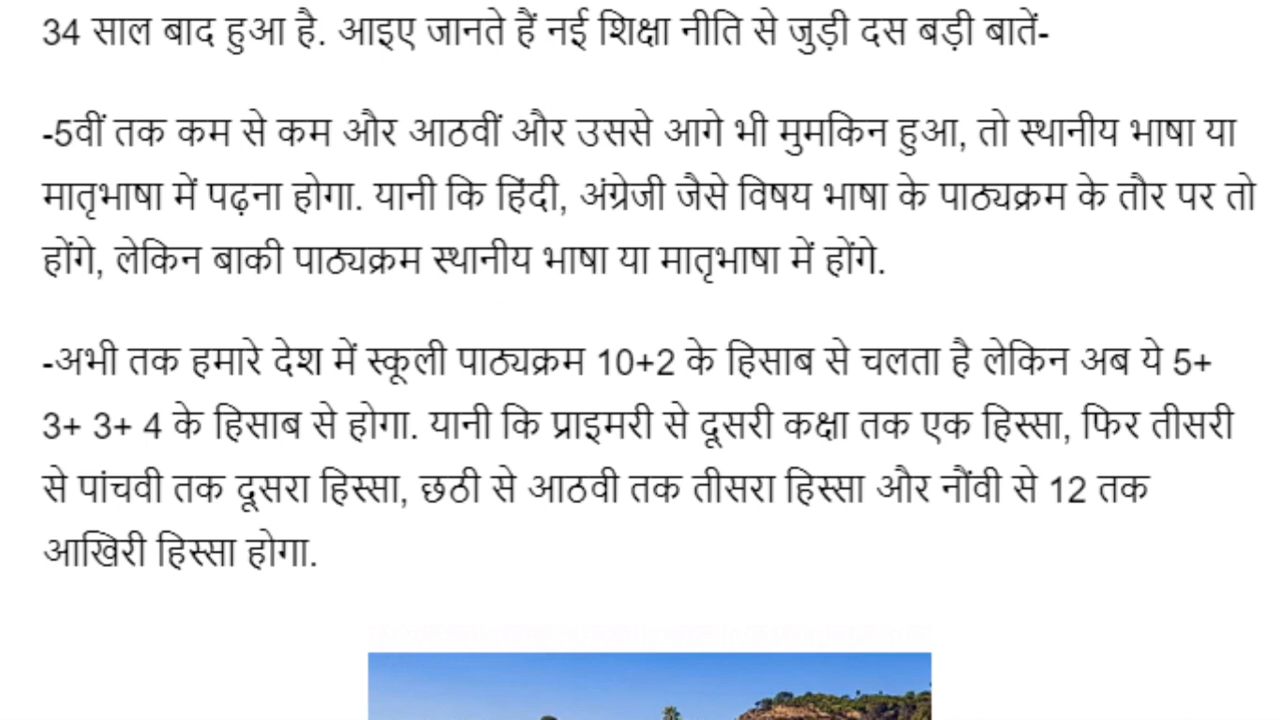 34 साल बाद हुआ है. आइए जानते हैं नई शिक्षा नीति से जुड़ी दस बड़ी बातें-
-5वीं तक कम से कम और आठवीं और उससे आगे भी मुमकिन हुआ, तो स्थानीय भाषा या
मातृभाषा में पढ़ना होगा. यानी कि हिंदी, अंग्रेजी जैसे विषय भाषा के पाठ्यक्रम के तौर पर तो
होंगे, लेकिन बाकी पाठ्यक्रम स्थानीय भाषा या मातृभाषा में होंगे.
-अभी तक हमारे देश में स्कूली पाठ्यक्रम 10+2 के हिसाब से चलता है लेकिन अब ये 5+
3+ 3+ 4 के हिसाब से होगा. यानी कि प्राइमरी से दूसरी कक्षा तक एक हिस्सा, फिर तीसरी
से पांचवी तक दूसरा हिस्सा, छठी से आठवी तक तीसरा हिस्सा और नौंवी से 12 तक
आखिरी हिस्सा होगा.